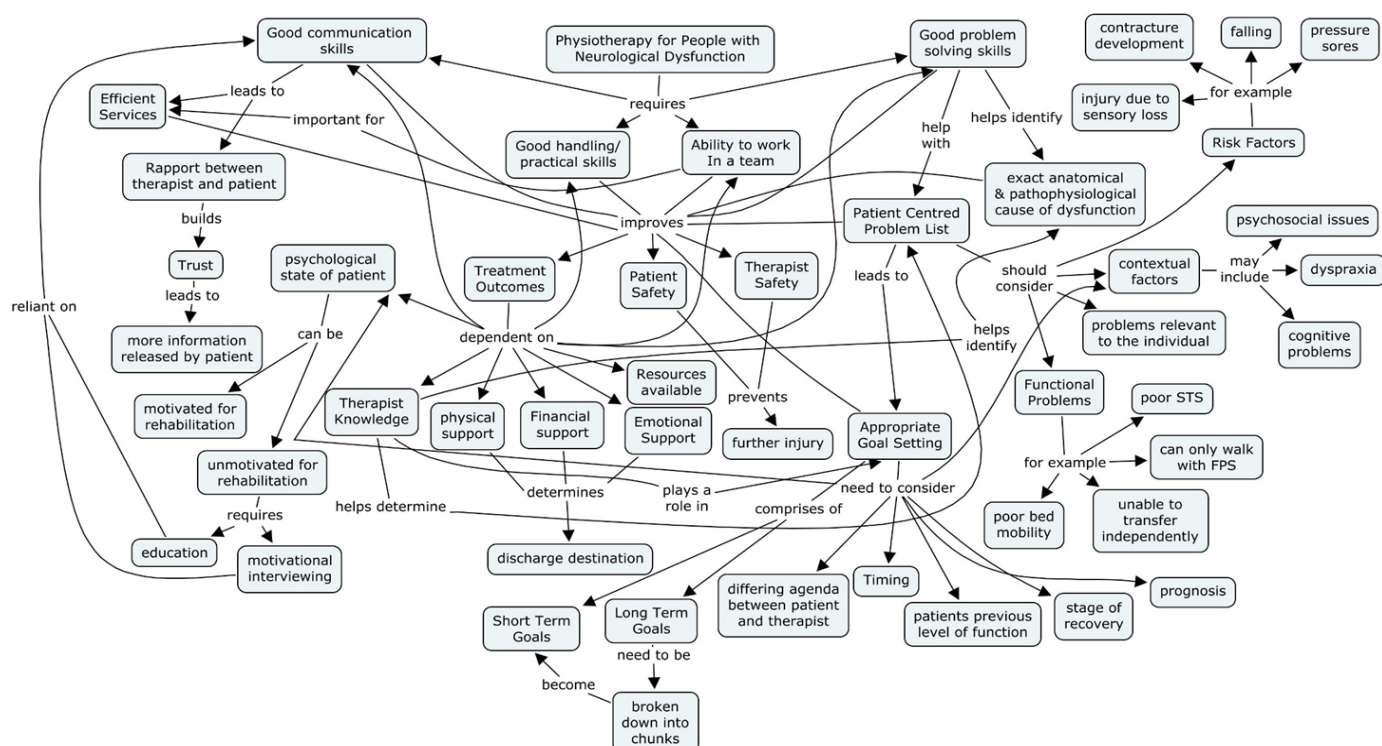 Good communication
skills
Physiotherapy for People with
Neurological Dysfunction
Good problem
solving skills
contracture
development
falling
pressure
sores
leads to
Efficient
Services
important for
requires
for example
injury due to
sensory loss
helps identify
help
with
Good handling/
practical skills
Ability to work
In a team
Risk Factors
Rapport between
therapist and patient
exact anatomical
& pathophysiological
cause of dysfunction
builds
improves
Patient Centred
Problem List
psychosocial issues
Trust
psychological
state of patient
Treatment
Outcomes
Patient
Safety
Therapist
Safety
leads to
should
consider
contextual
factors
may
include
dyspraxia
leads to
reliant on
can be
dependent on
helps
identify
problems relevant
to the individual
cognitive
problems
more information
released by patient
Resources
available
prevents
Functional
Problems
poor STS
motivated for
rehabilitation
Therapist
Knowledge
physical
support
Financial
support
Emotional
Support
further injury
Appropriate
Goal Setting
can only walk
with FPS
for example
unmotivated for
rehabilitation
helps determine
determines
plays a
role in
need to consider
comprises of
poor bed
mobility
unable to
transfer
independently
requires
education
motivational
interviewing
discharge destination
differing agenda
between patient
and therapist
Timing
patients previous
level of function
stage of
recovery
prognosis
Short Term
Goals
Long Term
Goals
need to be
become
broken
down into
chunks